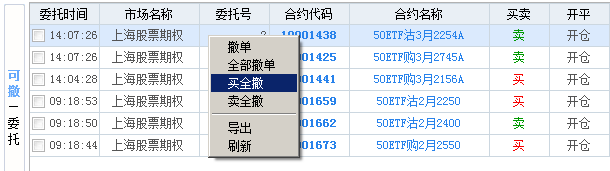 委托时间 市场名称 委托号 合约代码 合约名称 买卖 开平
14:07:26 上海股票期权 2 10001438 50ETF沽3月2254A 卖 开仓
14:07:26 上海股票期权 撤单 0001425 50ETF购3月2745A 卖 开仓
全部撤单
14:04:28 上海股票期权 买全撤 0001441 50ETF购3月2156A 买 开仓
09:18:53 上海股票期权 卖全撤 0001659 50ETF沽2月2250 买 开仓
09:18:50 上海股票期权 导出 0001662 50ETF沽2月2400 卖 开仓
09:18:44 上海股票期权 刷新 0001673 50ETF购2月2550 买 开仓
可撤
委托